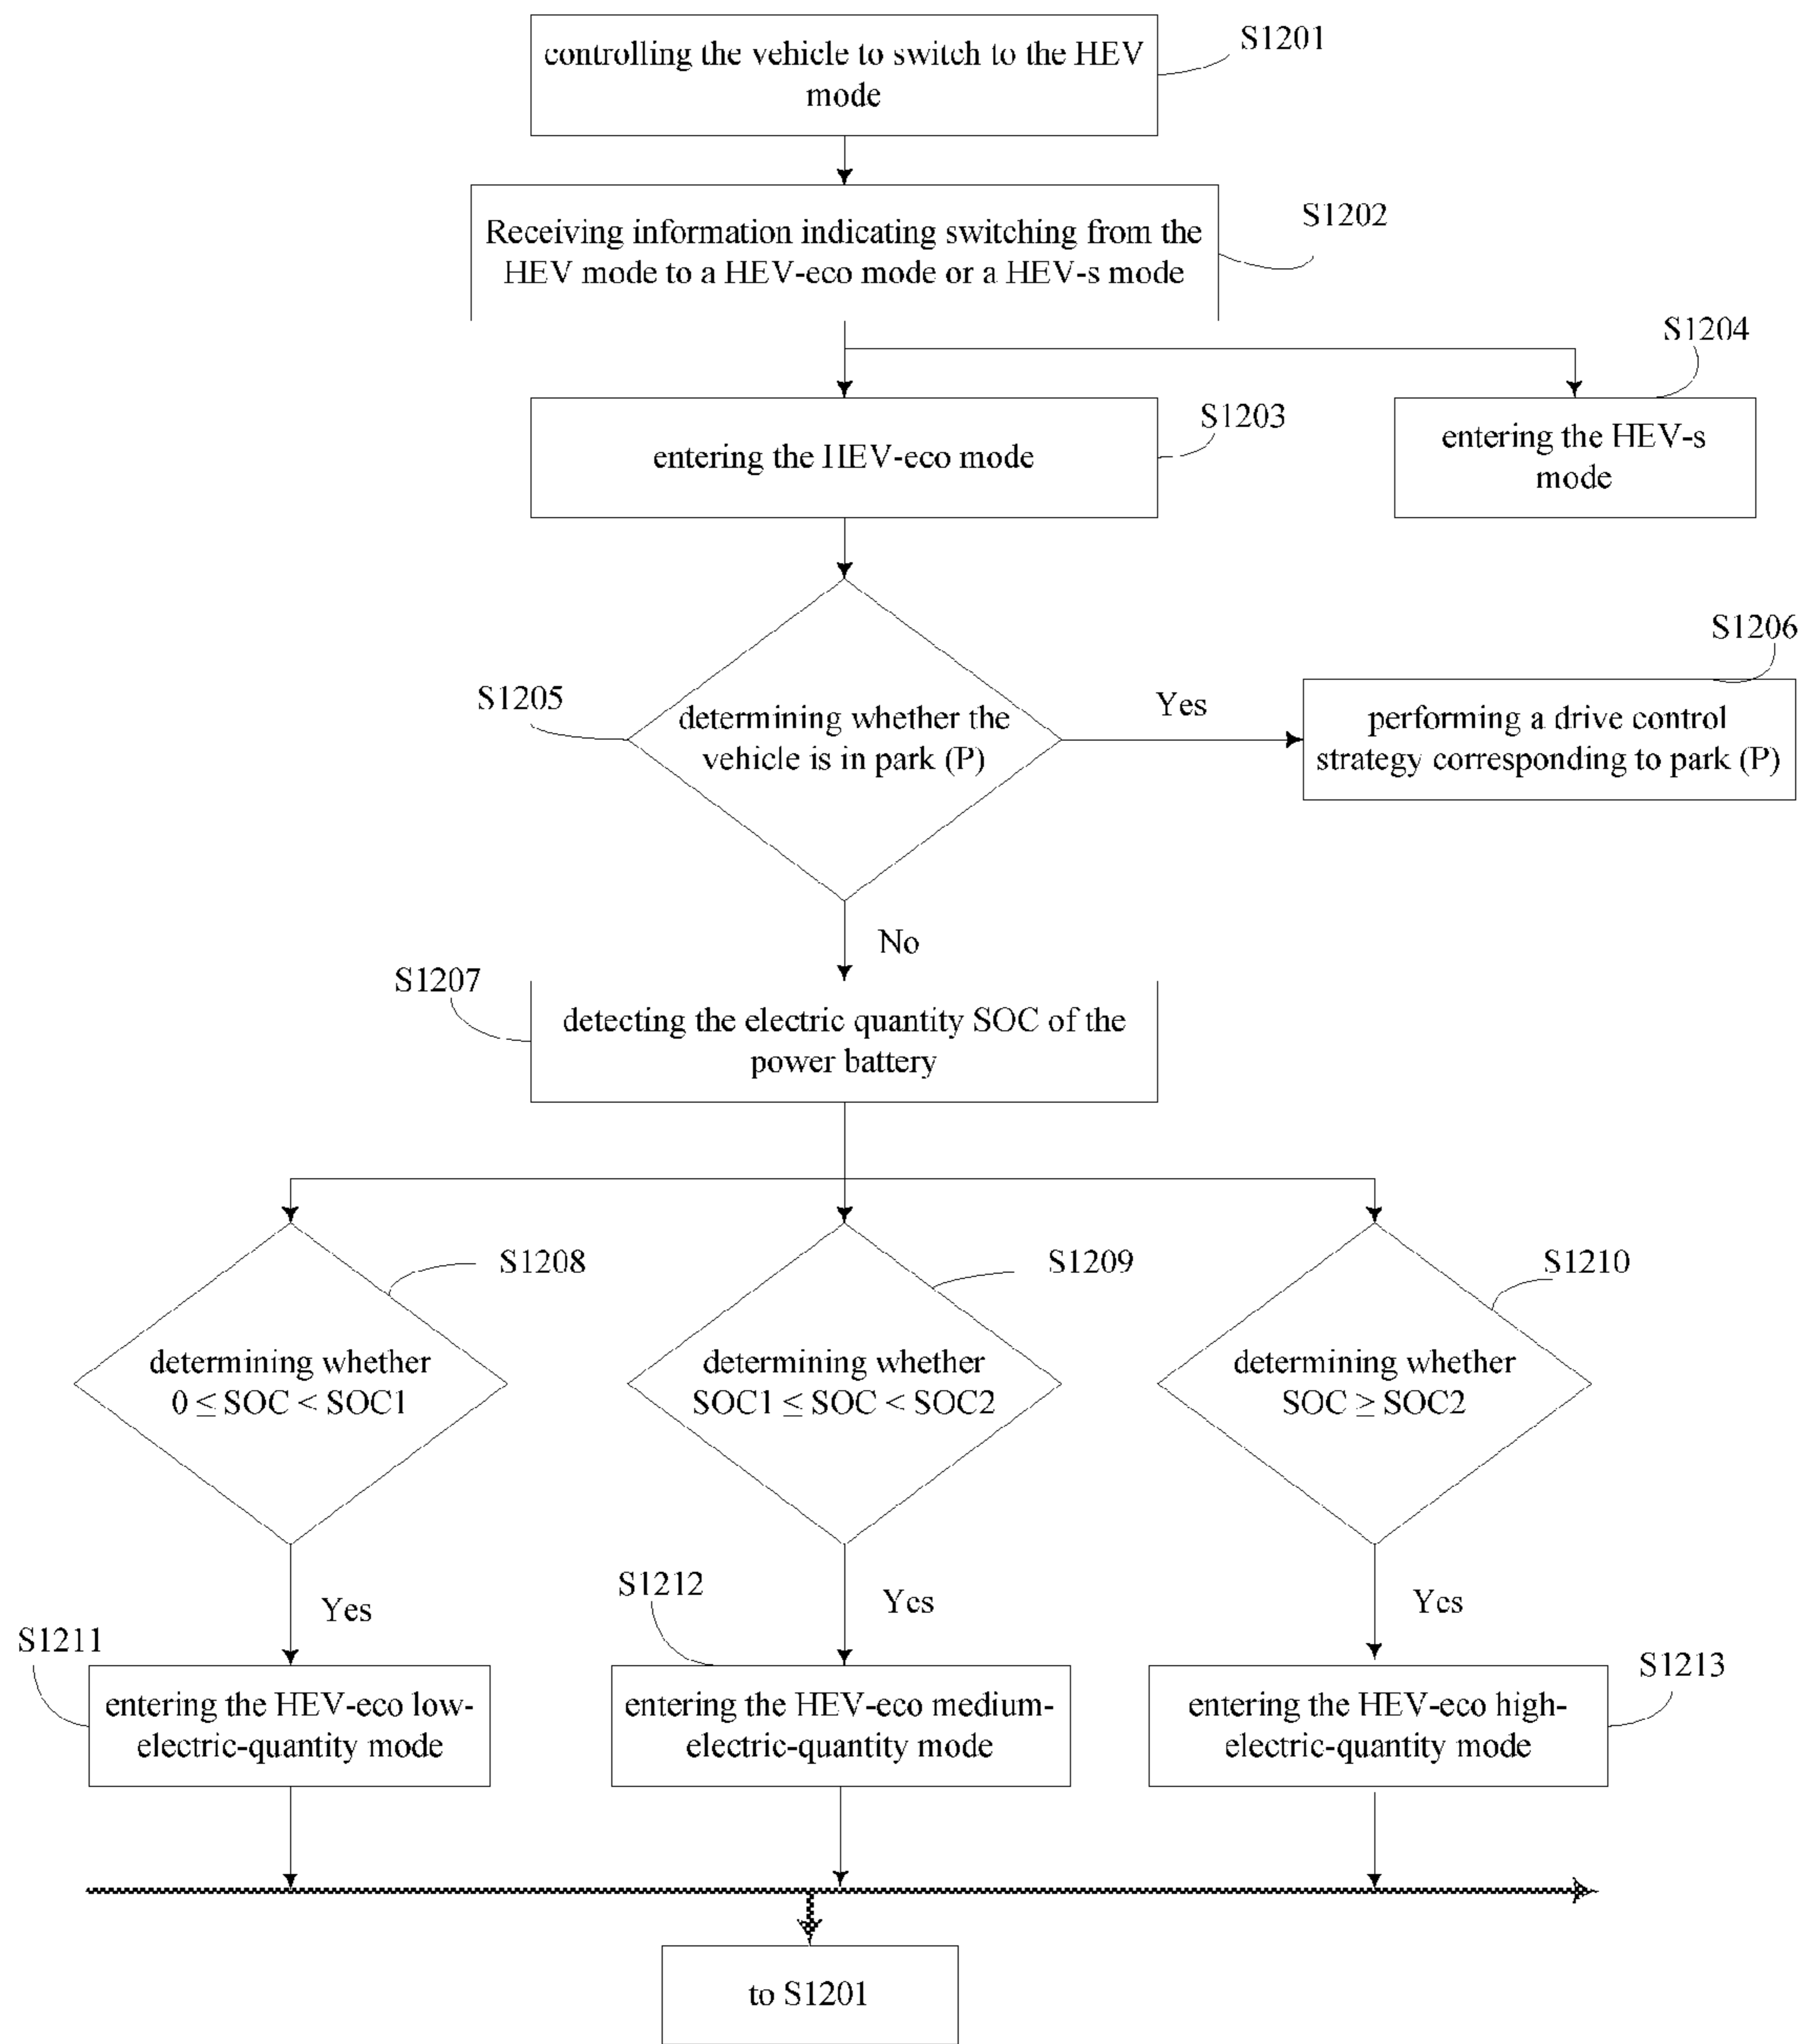 controlling the vehicle to switch to the HEV
mode
S1201
Receiving information indicating switching from the
HEV mode to a HEV-eco mode or a HEV-s mode
S1202
S1204
entering the HEV-eco mode
S1203
entering the HEV-s
mode
S1205
determining whether the
vehicle is in park (P)
Yes
S1206
performing a drive control
strategy corresponding to park (P)
No
S1207
detecting the electric quantity SOC of the
power battery
S1208
S1209
S1210
determining whether
0 ≤ SOC < SOC1
determining whether
SOC1 ≤ SOC < SOC2
determining whether
SOC ≥ SOC2
Yes
Yes
Yes
S1211
S1212
S1213
entering the HEV-eco low-
electric-quantity mode
entering the HEV-eco medium-
electric-quantity mode
entering the HEV-eco high-
electric-quantity mode
to S1201